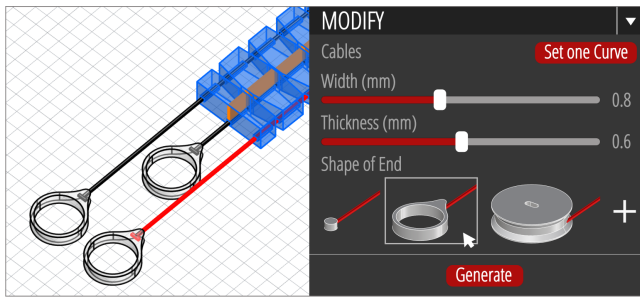 MODIFY
Cables
Set one Curve
Width (mm)
0.8
Thickness (mm)
0.6
Shape of End
Generate